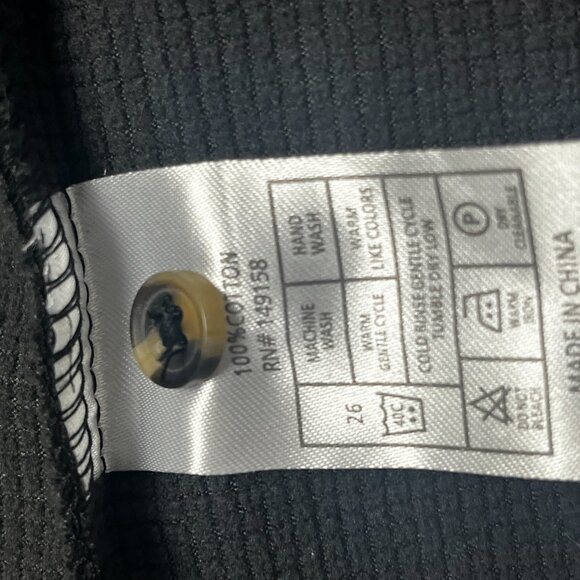 100%COTTON
RN# 149158
MACHINE
WASH
HAND
WASH
26
40C
WARM
GENTLE CYCLE
WARM
LIKE COLORS
COLD RINSE GENTLE CYCLE
TUMBLE DRY LOW
DO NOT
BLEACH
WARM
IRON
P
DRY
CLEANABLE
MADE IN CHINA